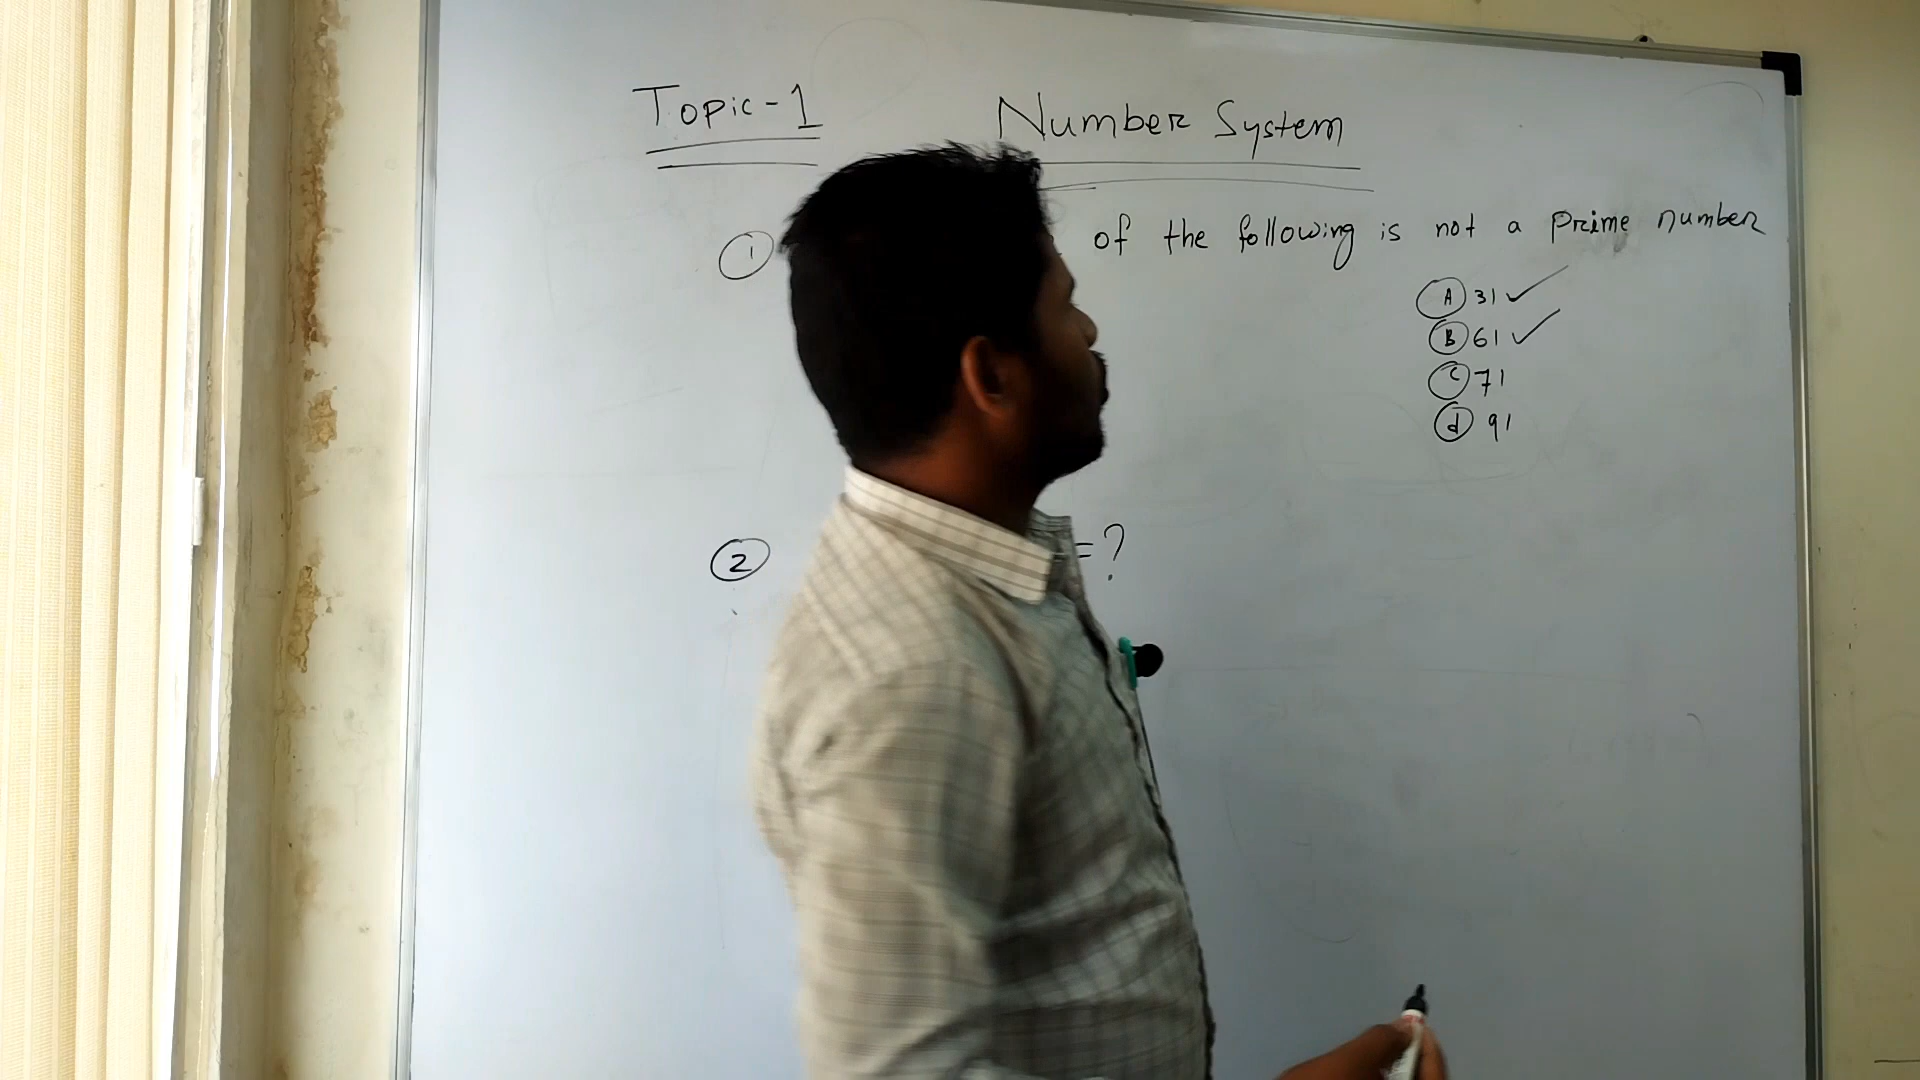 Topic-1 Number System
1 of the following is not a prime number
A 31 ✓
B 61 ✓
C 71
d 91
2 =?